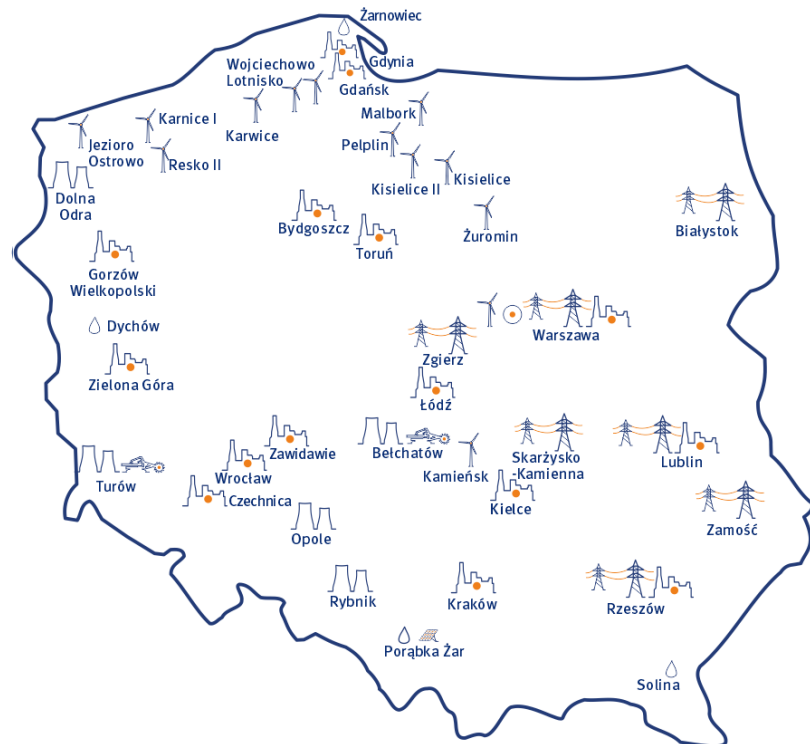 Żarnowiec
Wojciechowo
Lotnisko
Gdynia
Gdańsk
Malbork
Karnice I
Karwice
Jezioro
Ostrowo
Pelplin
Resko II
Kisielice II
Kisielice
Dolna
Odra
Bydgoszcz
Żuromin
Białystok
Toruń
Gorzów
Wielkopolski
Dychów
Warszawa
Zgierz
Zielona Góra
Łódź
Zawidawie
Bełchatów
Skarżysko
-Kamienna
Lublin
Wrocław
Kamieńsk
Turów
Czechnica
Kielce
Zamość
Opole
Rybnik
Kraków
Rzeszów
Porąbka Żar
Solina